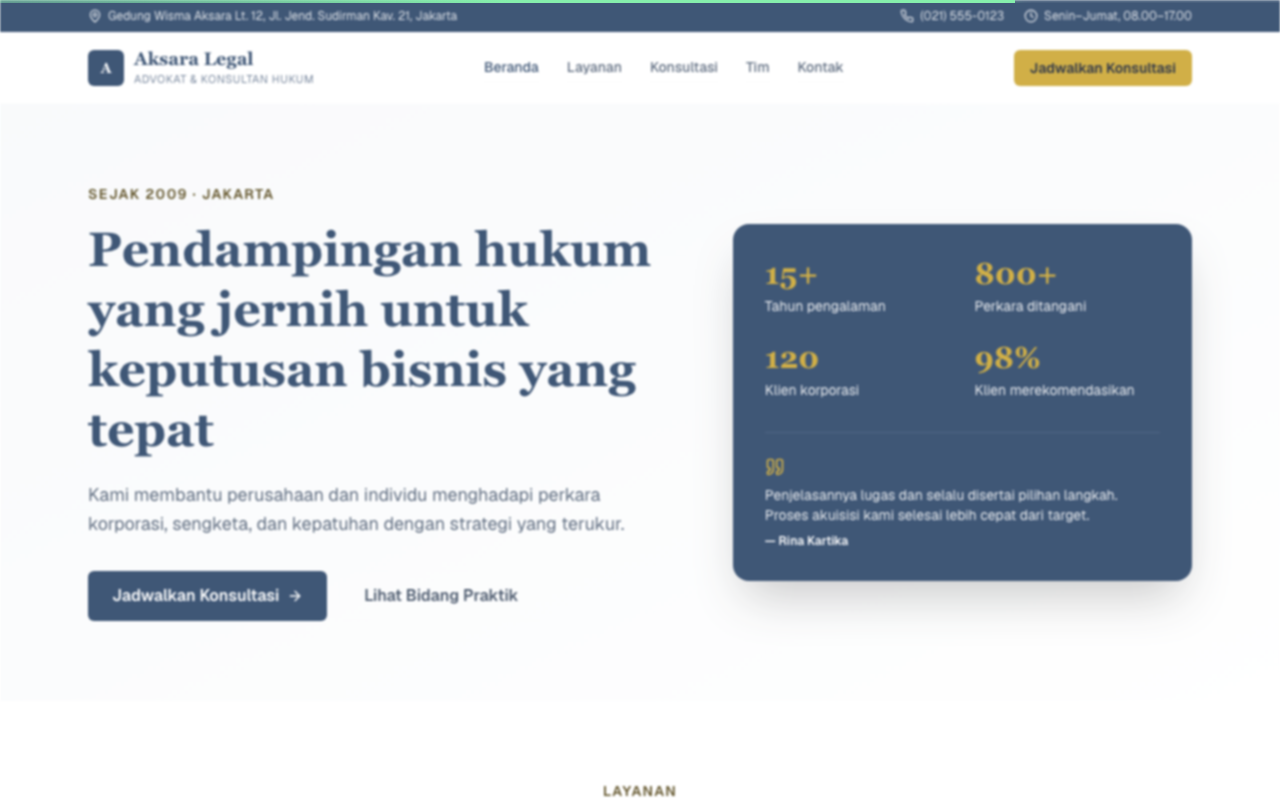 Gedung Wisma Aksara Lt. 12, Jl. Jend. Sudirman Kav. 21, Jakarta
(021) 555-0123
Senin–Jumat, 08.00–17.00
A
Aksara Legal
ADVOKAT & KONSULTAN HUKUM
Beranda
Layanan
Konsultasi
Tim
Kontak
Jadwalkan Konsultasi
SEJAK 2009 · JAKARTA
Pendampingan hukum
yang jernih untuk
keputusan bisnis yang
tepat
Kami membantu perusahaan dan individu menghadapi perkara
korporasi, sengketa, dan kepatuhan dengan strategi yang terukur.
Jadwalkan Konsultasi →
Lihat Bidang Praktik
15+
Tahun pengalaman
800+
Perkara ditangani
120
Klien korporasi
98%
Klien merekomendasikan
Penjelasannya lugas dan selalu disertai pilihan langkah.
Proses akuisisi kami selesai lebih cepat dari target.
— Rina Kartika
LAYANAN